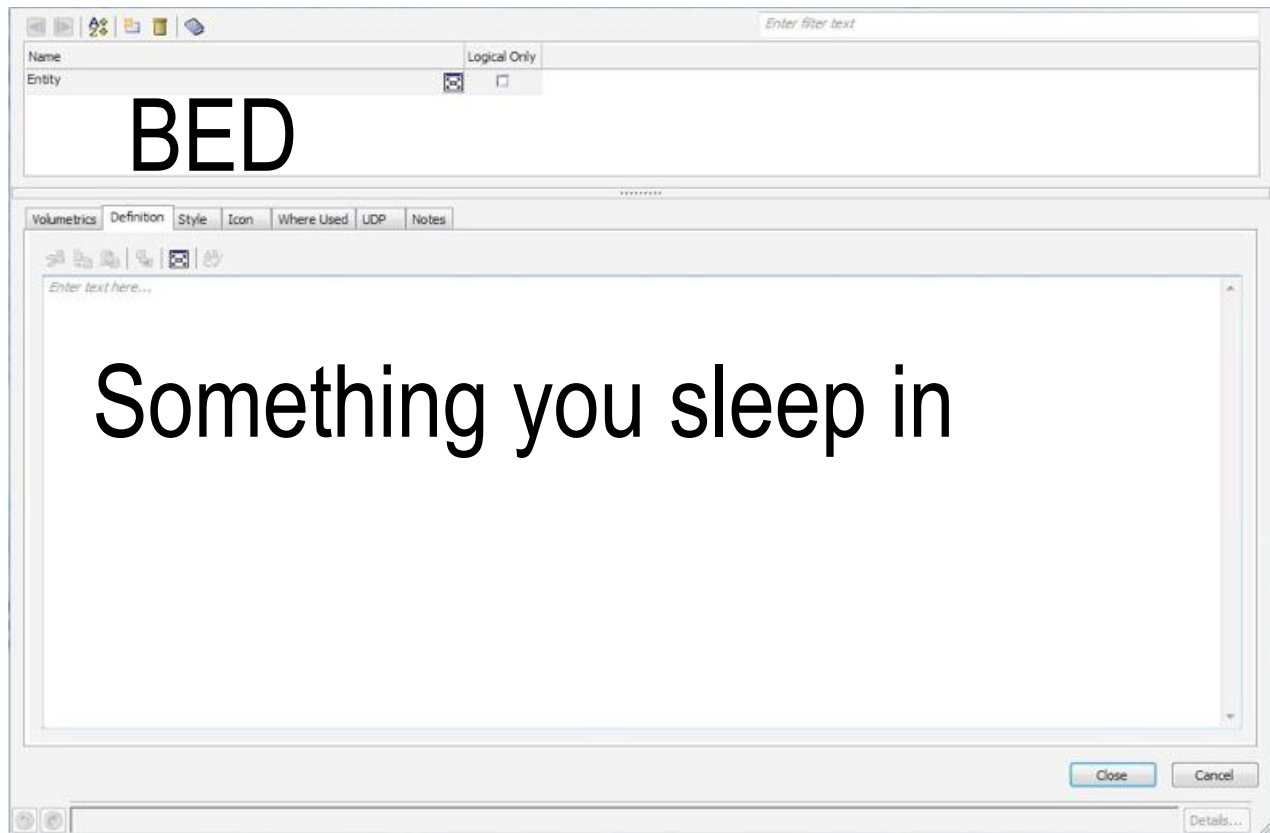 Enter filter text
Name Logical Only
Entity
BED
Volumetrics Definition Style Icon Where Used UDP Notes
Enter text here...
Something you sleep in
Close Cancel
Details...